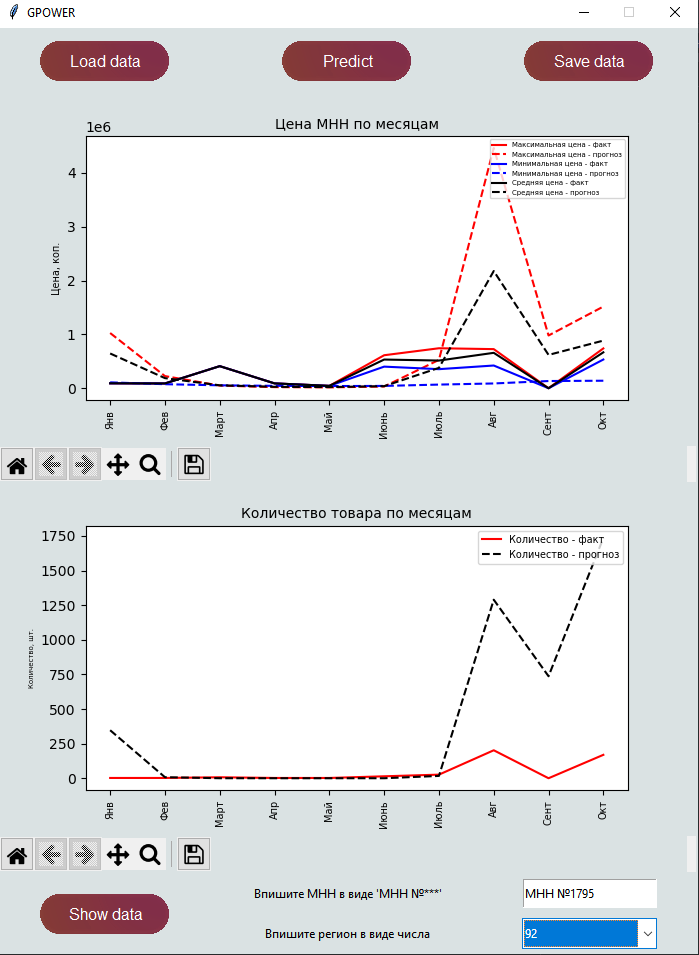 GPOWER
Load data
Predict
Save data
Цена МНН по месяцам
1e6
Максимальная цена - факт
Максимальная цена - прогноз
Минимальная цена - факт
Минимальная цена - прогноз
Средняя цена - факт
Средняя цена - прогноз
4
3
2
1
0
Цена, коп.
Янв
Фев
Март
Апр
Май
Июнь
Июль
Авг
Сент
Окт
Количество товара по месяцам
Количество - факт
Количество - прогноз
1750
1500
1250
1000
750
500
250
0
Количество, шт.
Янв
Фев
Март
Апр
Май
Июнь
Июль
Авг
Сент
Окт
Впишите МНН в виде 'МНН №***'
МНН №1795
Show data
Впишите регион в виде числа
92